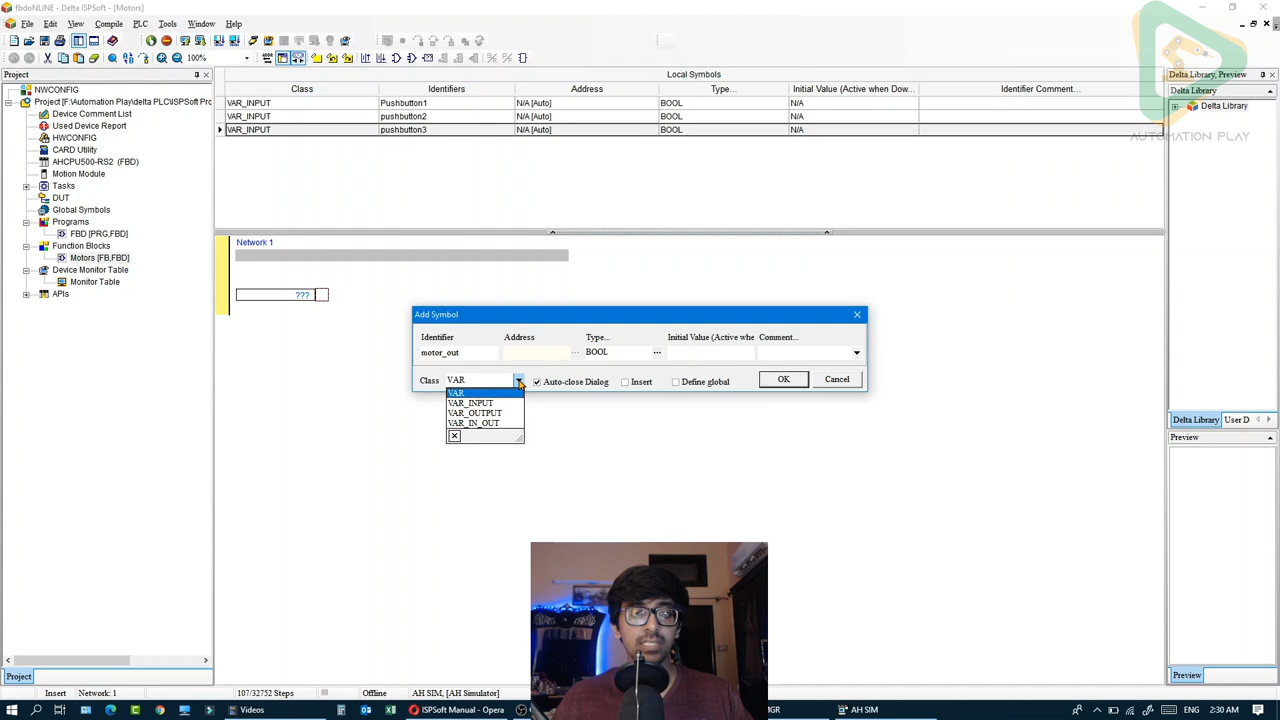 fbdoNLINE - Delta ISPSoft - [Motors]
File Edit View Compile PLC Tools Window Help
100%
Project
NWCONFIG
Project [F:\Automation Play\delta PLC\ISPSoft Prc
Device Comment List
Used Device Report
HWCONFIG
CARD Utility
AHCPU500-RS2 (FBD)
Motion Module
Tasks
DUT
Global Symbols
Programs
FBD [PRG,FBD]
Function Blocks
Motors [FB,FBD]
Device Monitor Table
Monitor Table
APIs
Project
Local Symbols
Class Identifiers Address Type... Initial Value (Active when Dow... Identifier Comment...
VAR_INPUT Pushbutton1 N/A [Auto] BOOL N/A
VAR_INPUT pushbutton2 N/A [Auto] BOOL N/A
VAR_INPUT pushbutton3 N/A [Auto] BOOL N/A
Network 1
???
Add Symbol
Identifier Address Type... Initial Value (Active whe Comment...
motor_out BOOL ...
Class VAR Auto-close Dialog Insert Define global OK Cancel
VAR
VAR_INPUT
VAR_OUTPUT
VAR_IN_OUT
Delta Library, Preview
Delta Library
Delta Library
AUTOMATION PLAY
Delta Library User D
Preview
Preview
Insert Network: 1 107/32752 Steps Offline AH SIM, [AH Simulator]
Videos ISPSoft Manual - Opera MGR AH SIM ENG 2:30 AM